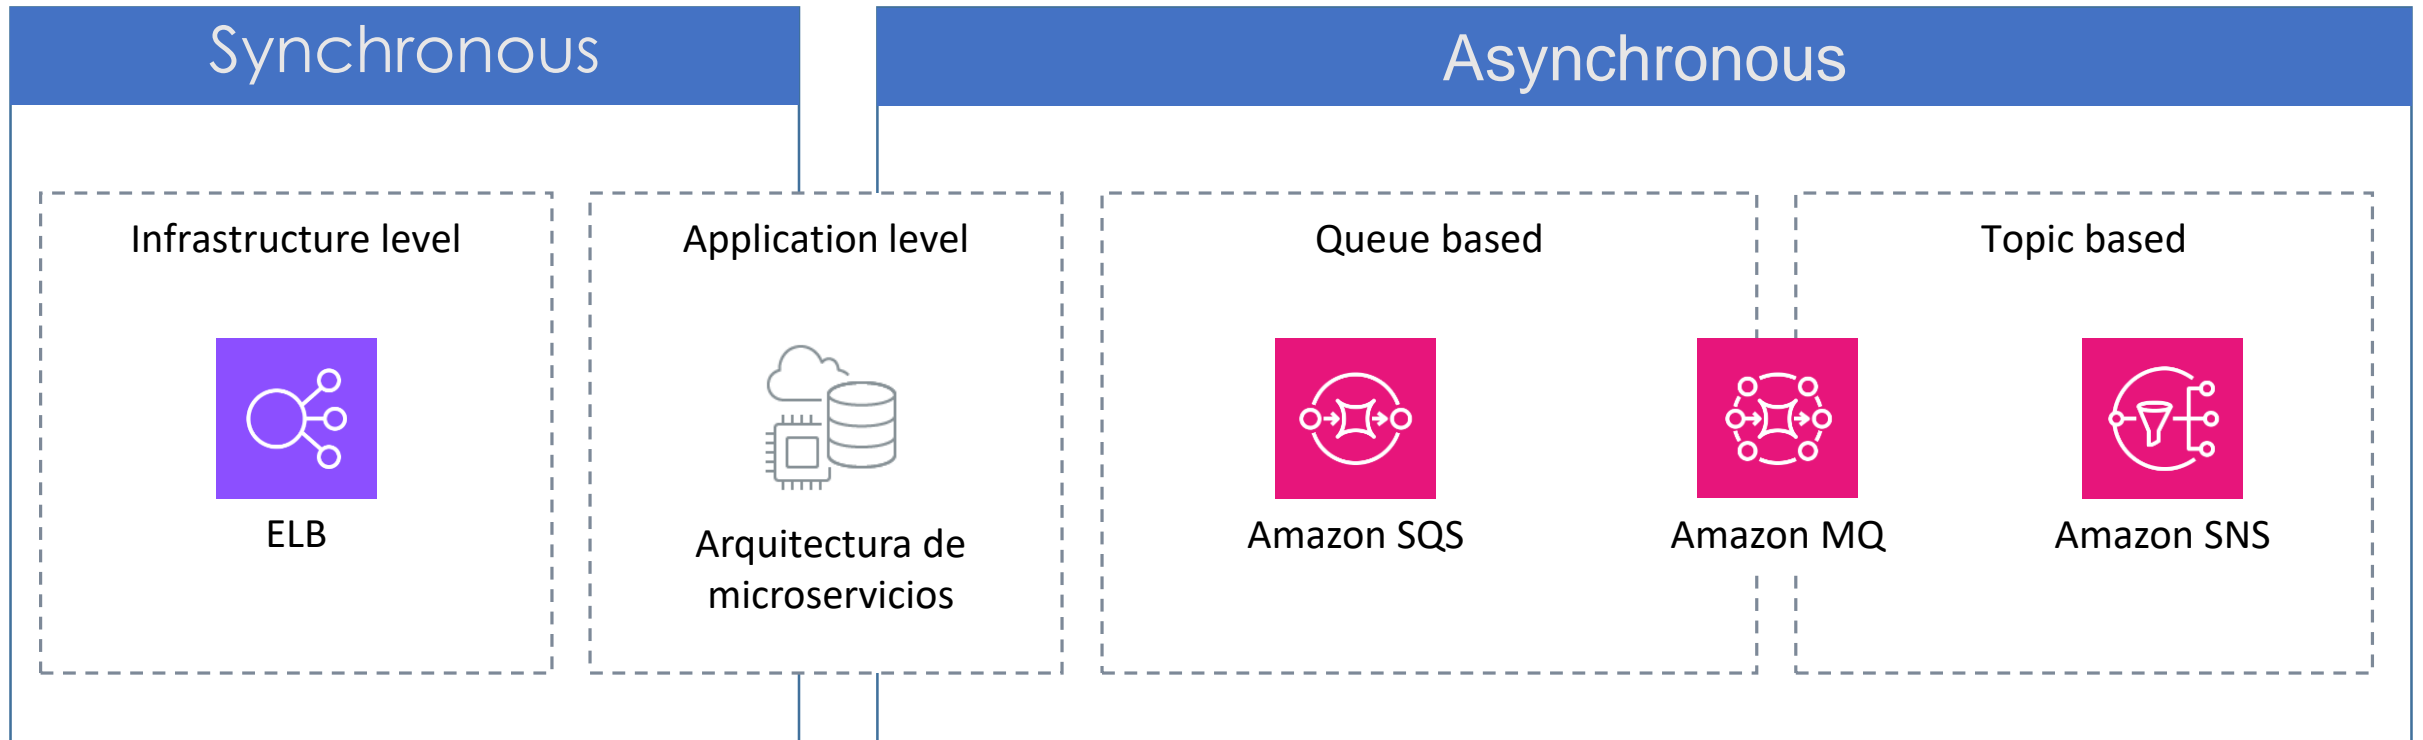 Synchronous
Asynchronous
Infrastructure level
Application level
Queue based
Topic based
ELB
Arquitectura de
microservicios
Amazon SQS
Amazon MQ
Amazon SNS